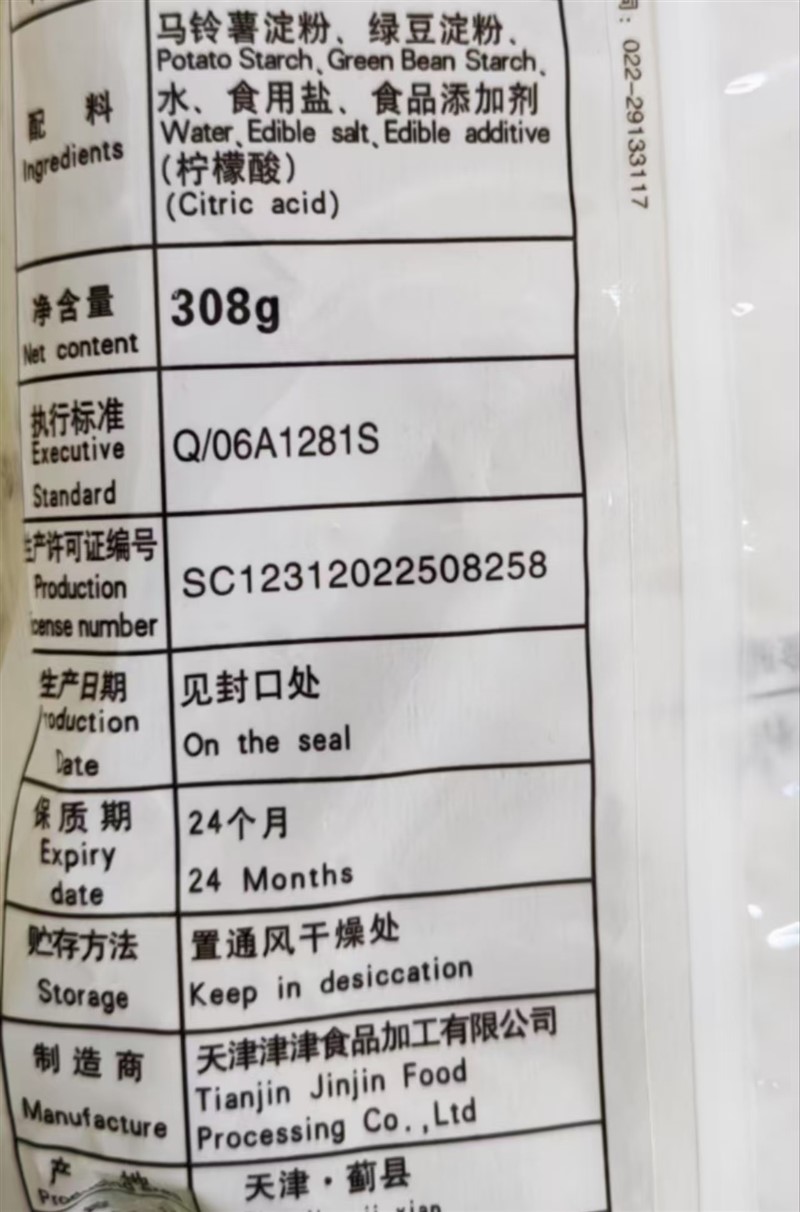 马铃薯淀粉、绿豆淀粉、
Potato Starch、Green Bean Starch、
水、食用盐、食品添加剂
Water、Edible salt、Edible additive
(柠檬酸)
(Citric acid)
配 料
Ingredients
净含量
Net content
308g
执行标准
Executive
Standard
Q/06A1281S
生产许可证编号
Production
icense number
SC12312022508258
生产日期
Production
Date
见封口处
On the seal
保质期
Expiry
date
24个月
24 Months
贮存方法
Storage
置通风干燥处
Keep in desiccation
制造商
Manufacture
天津津津食品加工有限公司
Tianjin Jinjin Food
Processing Co.,Ltd
产
天津·蓟县
022-29133117